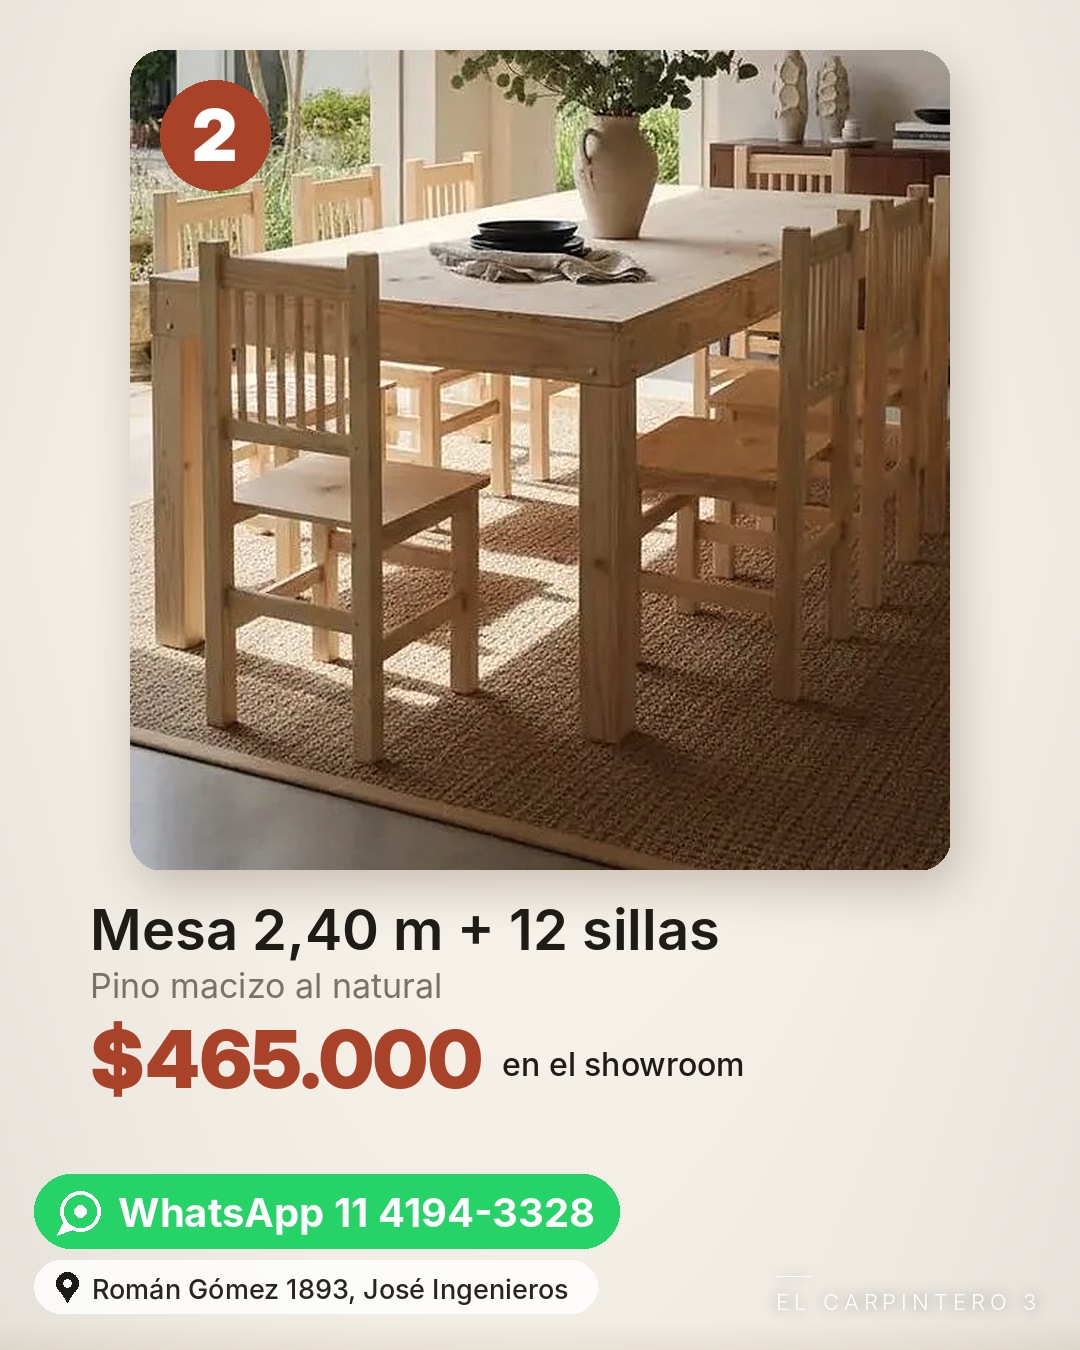 2
Mesa 2,40 m + 12 sillas
Pino macizo al natural
$465.000 en el showroom
WhatsApp 11 4194-3328
Román Gómez 1893, José Ingenieros
EL CARPINTERO 3